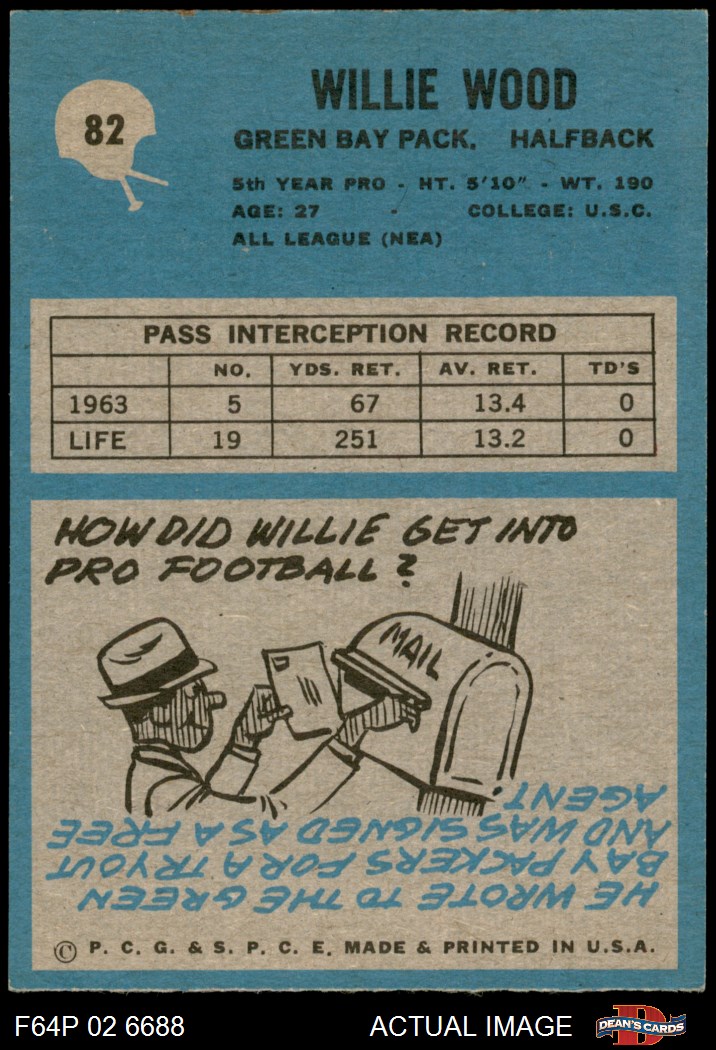 82
WILLIE WOOD
GREEN BAY PACK. HALFBACK
5th YEAR PRO - HT. 5'10" - WT. 190
AGE: 27 - COLLEGE: U.S.C.
ALL LEAGUE (NEA)
PASS INTERCEPTION RECORD
NO. YDS. RET. AV. RET. TD'S
1963 5 67 13.4 0
LIFE 19 251 13.2 0
HOW DID WILLIE GET INTO
PRO FOOTBALL?
MAIL
HE WROTE TO THE GREEN
BAY PACKERS FOR A TRYOUT
AND WAS SIGNED AS A FREE
AGENT
© P. C. G. & S. P. C. E. MADE & PRINTED IN U.S.A.
F64P 02 6688 ACTUAL IMAGE
D
DEAN'S CARDS